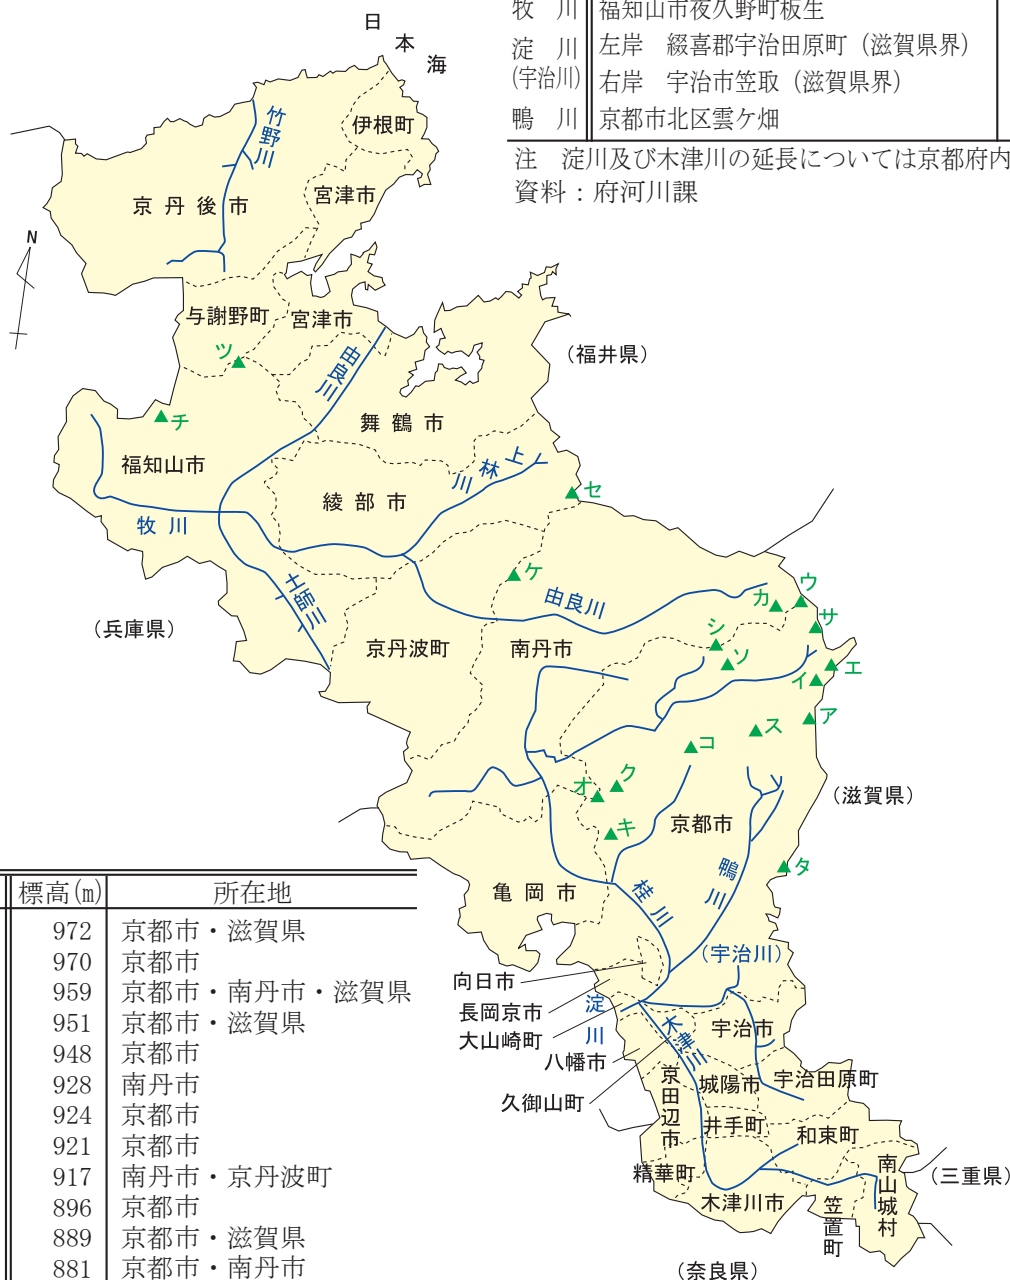 牧　川　福知山市夜久野町板生
淀　川　左岸　綴喜郡宇治田原町（滋賀県界）
(宇治川)　右岸　宇治市笠取（滋賀県界）
鴨　川　京都市北区雲ケ畑
注　淀川及び木津川の延長については京都府内
資料：府河川課
日本海
N
竹野川
伊根町
宮津市
京丹後市
与謝野町
宮津市
ツ
由良川
（福井県）
チ
舞鶴市
福知山市
上林川
綾部市
セ
牧川
ケ
土師川
由良川
カ
ウ
サ
（兵庫県）
京丹波町
南丹市
シ
ソ
エ
イ
ア
ス
コ
ク
オ
キ
（滋賀県）
京都市
タ
鴨川
桂川
亀岡市
（宇治川）
向日市
長岡京市
淀川
大山崎町
木津川
宇治市
八幡市
京田辺市
城陽市
宇治田原町
久御山町
井手町
和束町
精華町
南山城村
（三重県）
木津川市
笠置町
（奈良県）
標高(m)　所在地
972　京都市・滋賀県
970　京都市
959　京都市・南丹市・滋賀県
951　京都市・滋賀県
948　京都市
928　南丹市
924　京都市
921　京都市
917　南丹市・京丹波町
896　京都市
889　京都市・滋賀県
881　京都市・南丹市